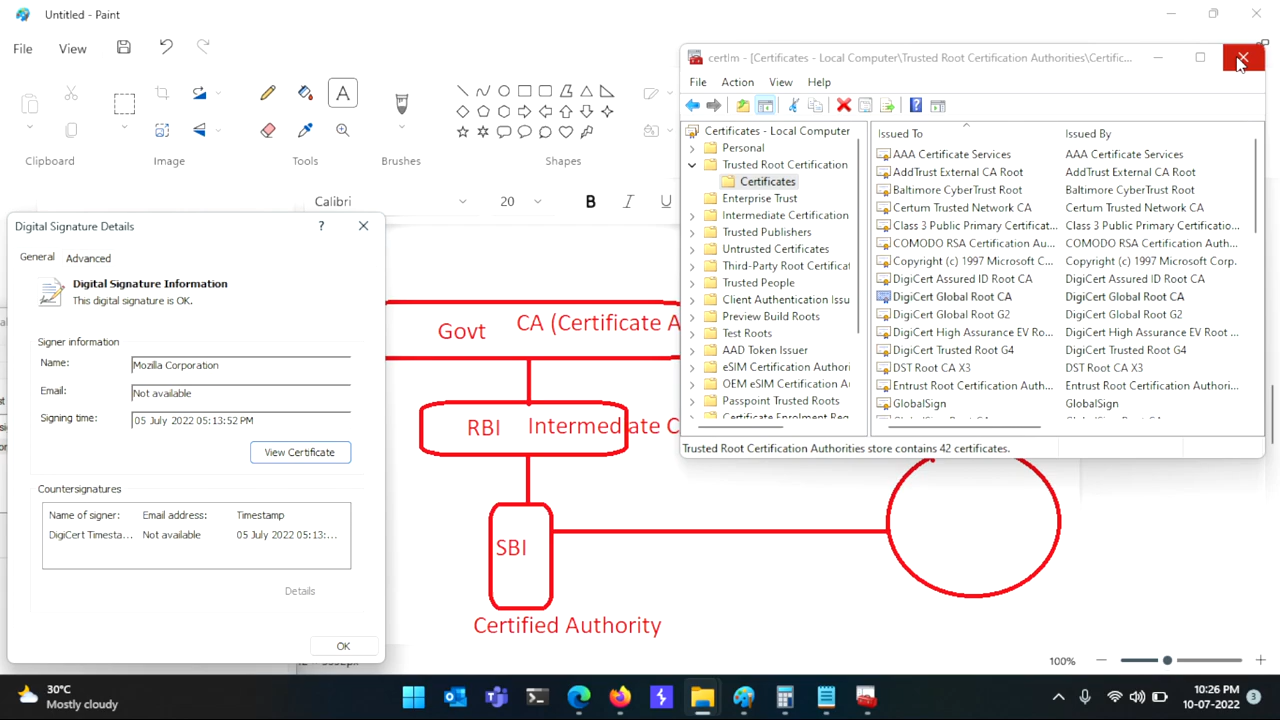 Untitled - Paint
File
View
Clipboard
Image
Tools
Brushes
Shapes
Calibri
20
B
I
U
Digital Signature Details
?
General
Advanced
Digital Signature Information
This digital signature is OK.
Signer information
Name:
Mozilla Corporation
Email:
Not available
Signing time:
05 July 2022 05:13:52 PM
View Certificate
Countersignatures
Name of signer: Email address: Timestamp
DigiCert Timesta... Not available 05 July 2022 05:13:...
Details
OK
Govt
CA (Certificate A
RBI
Intermediate C
SBI
Certified Authority
certlm - [Certificates - Local Computer\Trusted Root Certification Authorities\Certific...
File Action View Help
Certificates - Local Computer
Personal
Trusted Root Certification
Certificates
Enterprise Trust
Intermediate Certification
Trusted Publishers
Untrusted Certificates
Third-Party Root Certifica
Trusted People
Client Authentication Issu
Preview Build Roots
Test Roots
AAD Token Issuer
eSIM Certification Authori
OEM eSIM Certification A
Passpoint Trusted Roots
Certificate Enrolment Req
Issued To Issued By
AAA Certificate Services AAA Certificate Services
AddTrust External CA Root AddTrust External CA Root
Baltimore CyberTrust Root Baltimore CyberTrust Root
Certum Trusted Network CA Certum Trusted Network CA
Class 3 Public Primary Certificat... Class 3 Public Primary Certificatio...
COMODO RSA Certification Au... COMODO RSA Certification Auth...
Copyright (c) 1997 Microsoft C... Copyright (c) 1997 Microsoft Corp.
DigiCert Assured ID Root CA DigiCert Assured ID Root CA
DigiCert Global Root CA DigiCert Global Root CA
DigiCert Global Root G2 DigiCert Global Root G2
DigiCert High Assurance EV Ro... DigiCert High Assurance EV Root ...
DigiCert Trusted Root G4 DigiCert Trusted Root G4
DST Root CA X3 DST Root CA X3
Entrust Root Certification Auth... Entrust Root Certification Authori...
GlobalSign GlobalSign
Trusted Root Certification Authorities store contains 42 certificates.
100%
30°C
Mostly cloudy
10:26 PM
10-07-2022
3